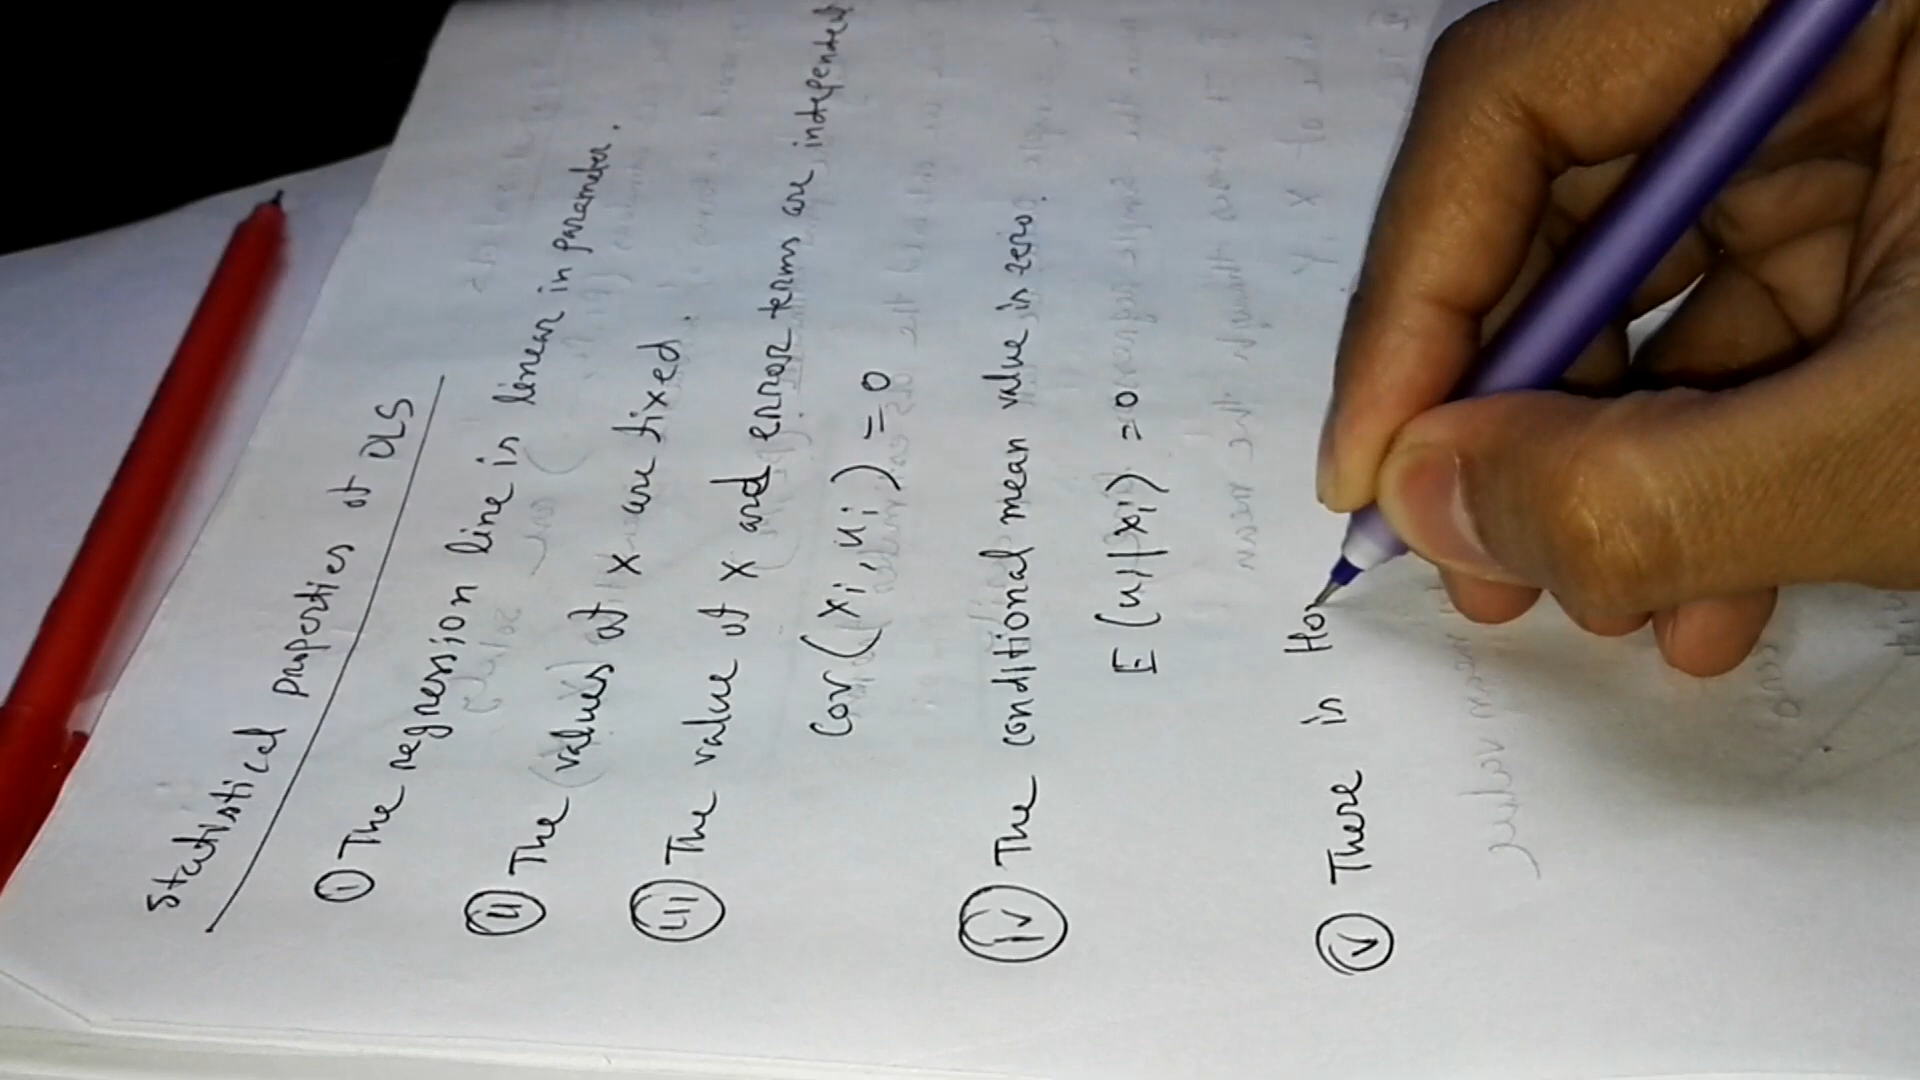 Statistical properties of OLS
(i) The regression line is linear in parameter.
(ii) The values of X are fixed.
(iii) The value of X and error terms are independent
cov(xi, ui) = 0
(iv) The conditional mean value is zero.
E(ui|xi) = 0
(v) There is Ho